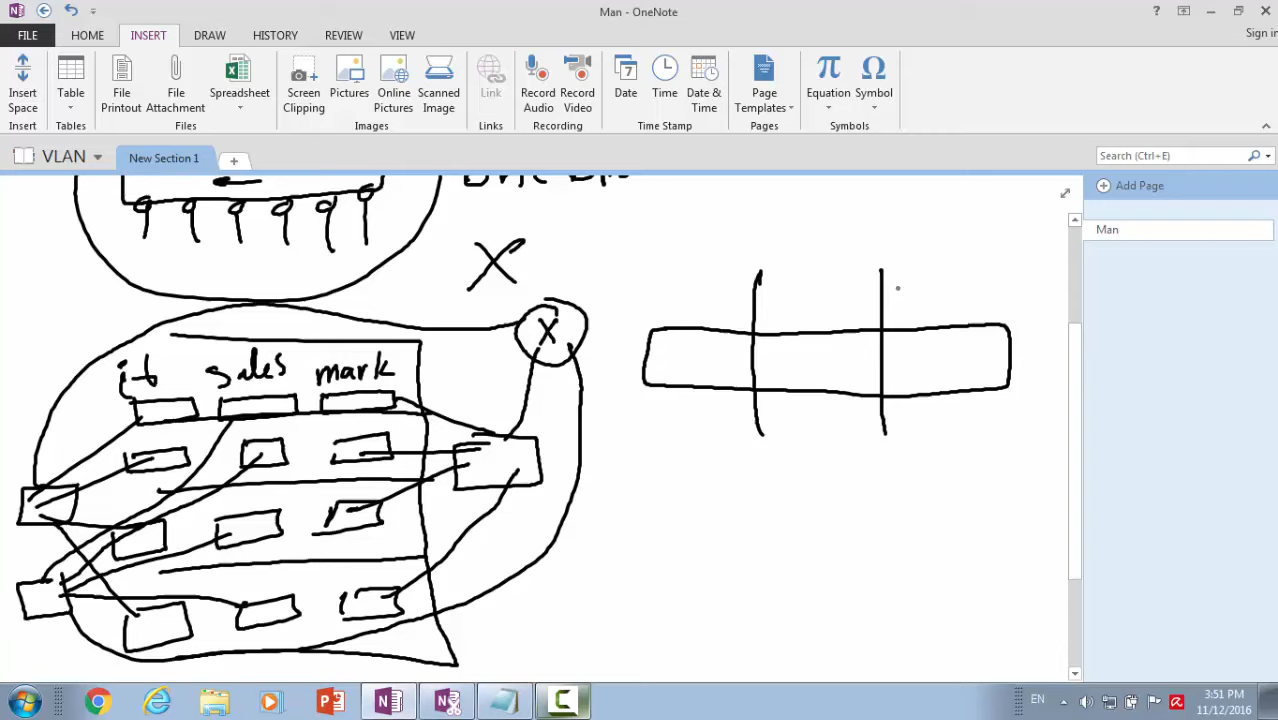 Man - OneNote
?
FILE
HOME
INSERT
DRAW
HISTORY
REVIEW
VIEW
Sign in
Insert Space
Table
File Printout
File Attachment
Spreadsheet
Screen Clipping
Pictures
Online Pictures
Scanned Image
Link
Record Audio
Record Video
Date
Time
Date & Time
Page Templates
Equation
Symbol
Insert
Tables
Files
Images
Links
Recording
Time Stamp
Pages
Symbols
VLAN
New Section 1
Search (Ctrl+E)
Add Page
Man
X
X
it sales mark
EN
3:51 PM
11/12/2016